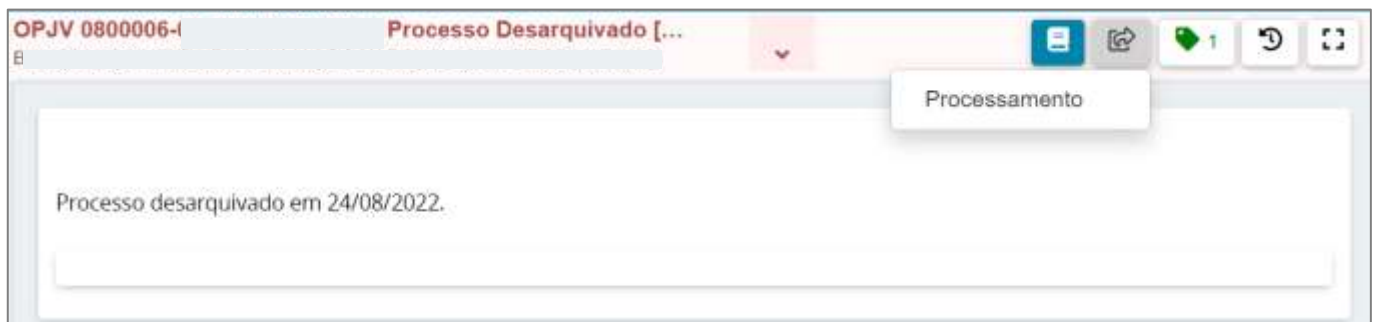 OPJV 0800006- Processo Desarquivado [...
E
1
Processamento
Processo desarquivado em 24/08/2022.